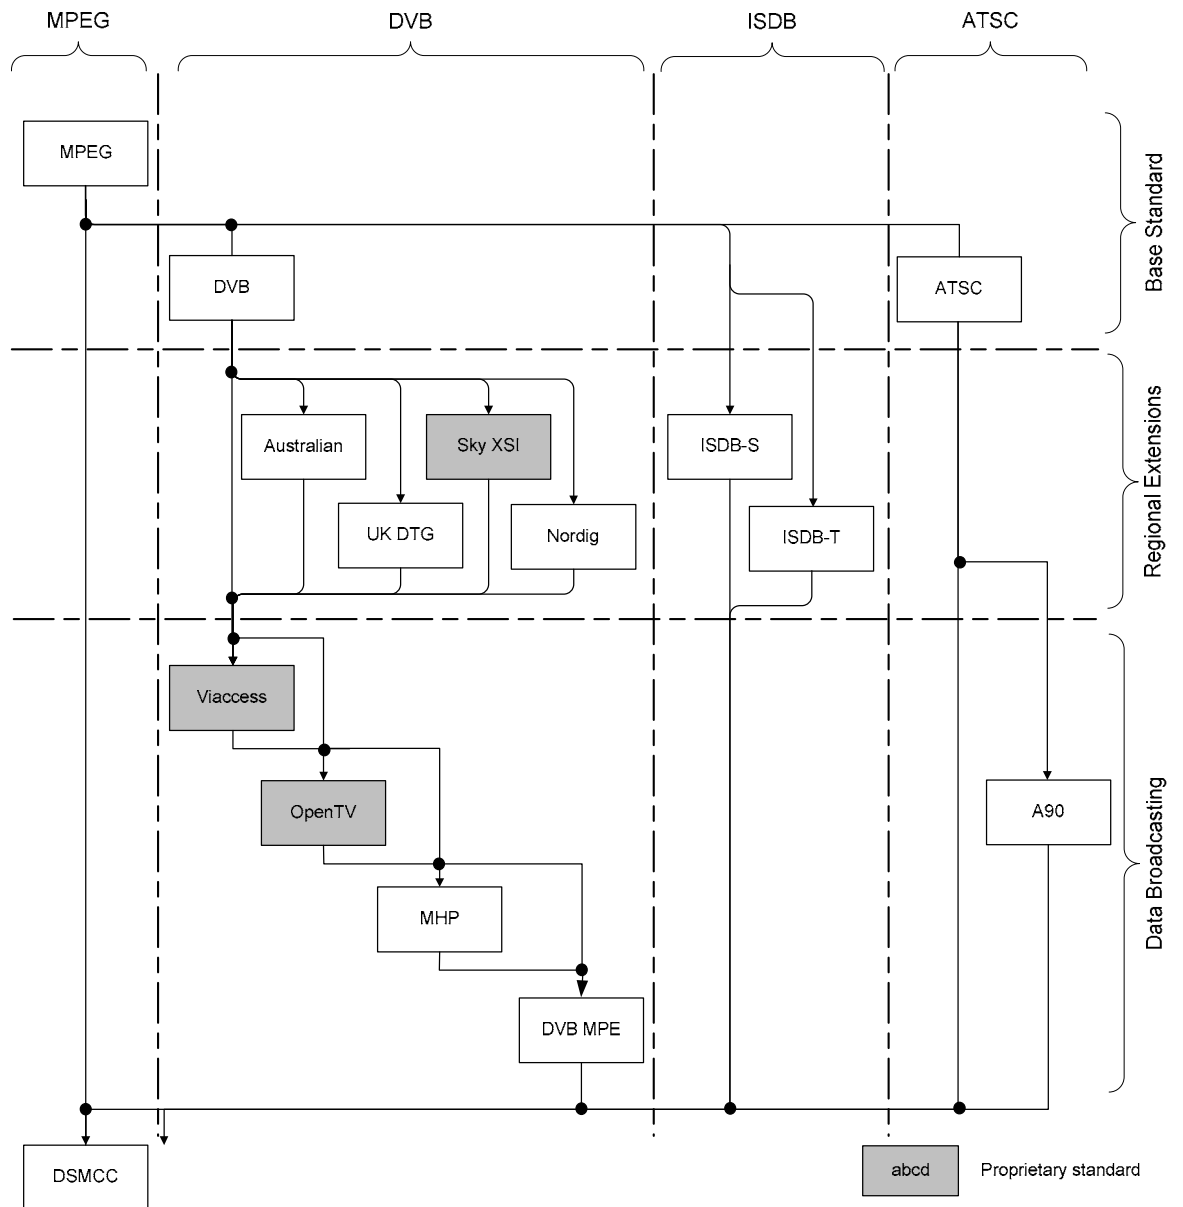 MPEG
DVB
ISDB
ATSC
MPEG
DVB
ATSC
Base Standard
Australian
Sky XSI
ISDB-S
UK DTG
Nordig
ISDB-T
Regional Extensions
Viaccess
OpenTV
A90
MHP
DVB MPE
Data Broadcasting
DSMCC
abcd
Proprietary standard